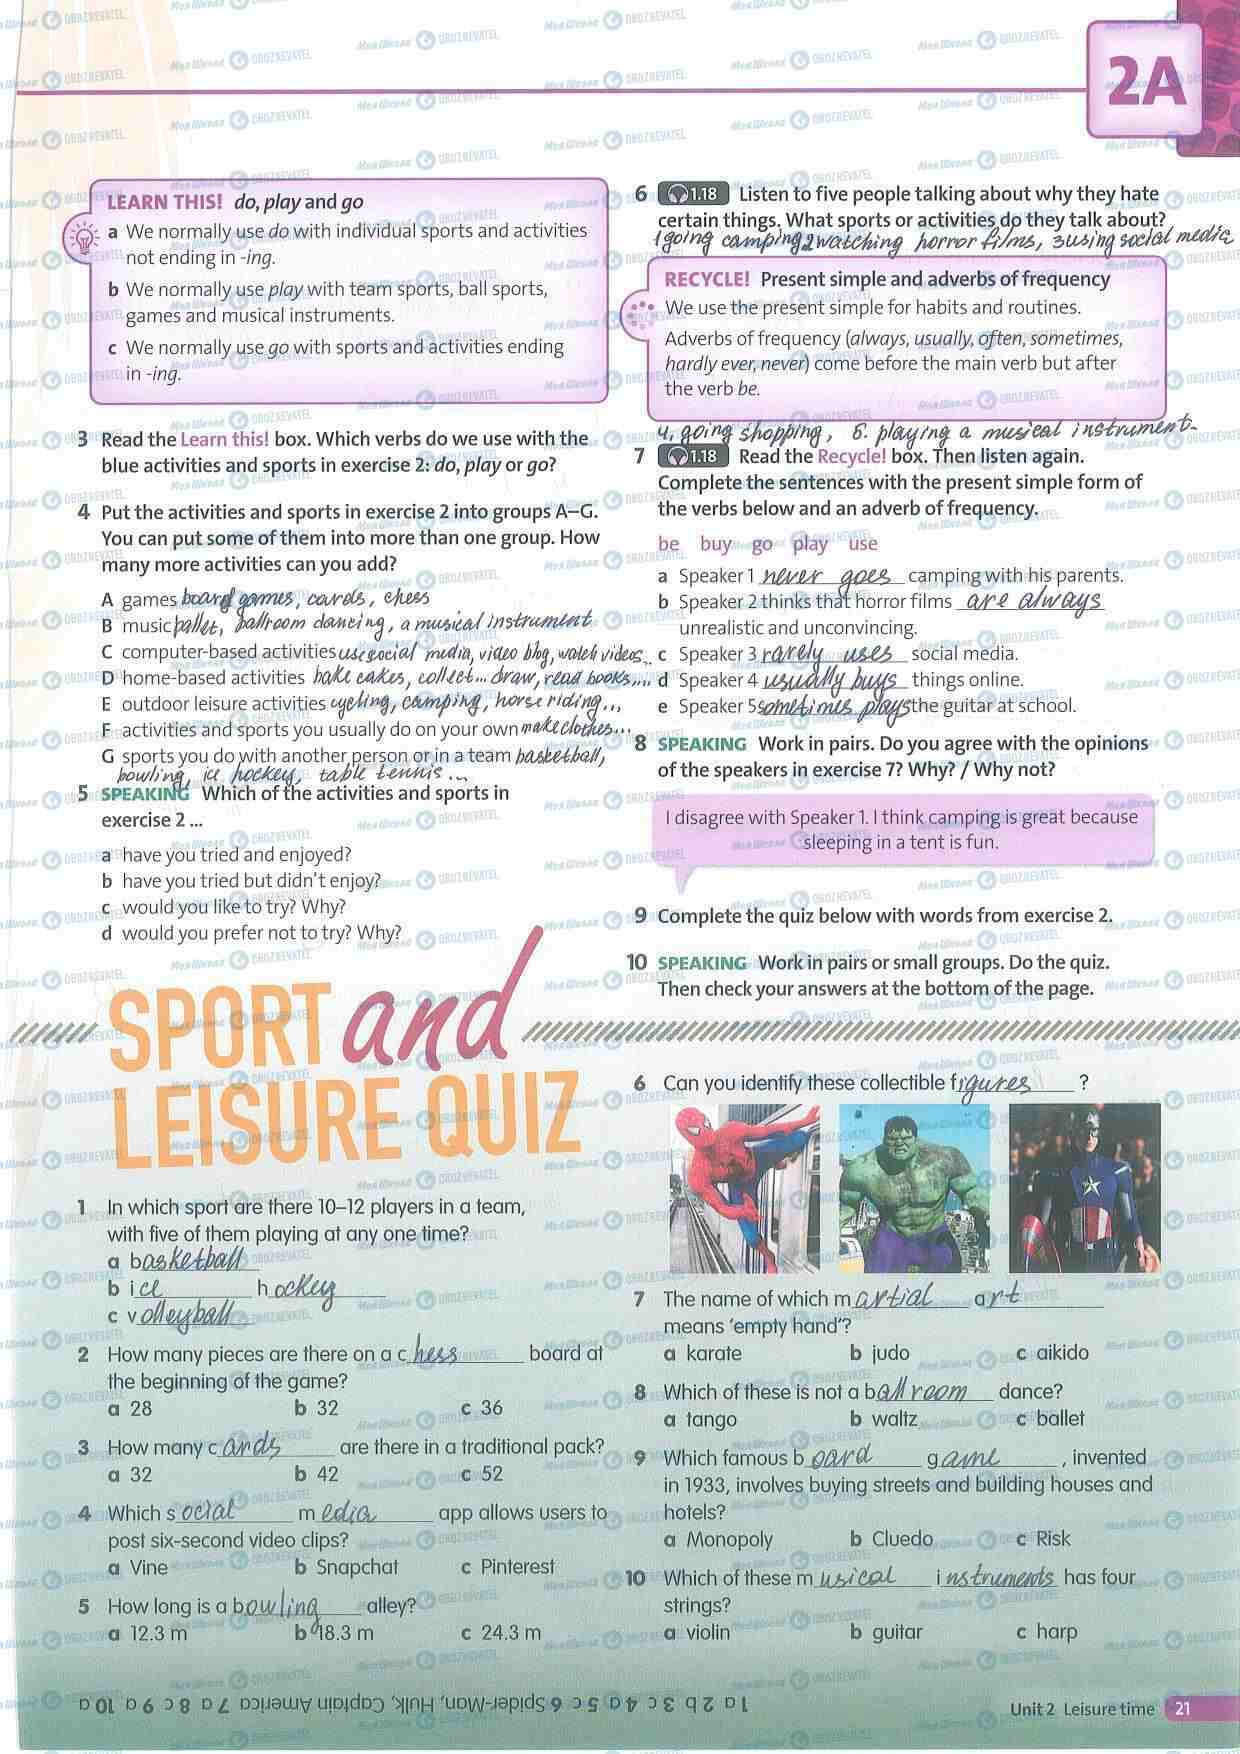 2A
LEARN THIS! do, play and go
a We normally use do with individual sports and activities
not ending in -ing.
b We normally use play with team sports, ball sports,
games and musical instruments.
c We normally use go with sports and activities ending
in -ing.
3 Read the Learn this! box. Which verbs do we use with the
blue activities and sports in exercise 2: do, play or go?
4 Put the activities and sports in exercise 2 into groups A–G.
You can put some of them into more than one group. How
many more activities can you add?
A games board games, cards, chess
B music ballet, ballroom dancing, a musical instrument
C computer-based activities use social media, video blog, watch videos...
D home-based activities bake cakes, collect... draw, read books....
E outdoor leisure activities cycling, camping, horse riding...
F activities and sports you usually do on your own make clothes...
G sports you do with another person or in a team basketball,
bowling, ice hockey, table tennis...
5 SPEAKING Which of the activities and sports in
exercise 2 ...
a have you tried and enjoyed?
b have you tried but didn't enjoy?
c would you like to try? Why?
d would you prefer not to try? Why?
6 1.18 Listen to five people talking about why they hate
certain things. What sports or activities do they talk about?
1 going camping 2 watching horror films, 3 using social media
RECYCLE! Present simple and adverbs of frequency
We use the present simple for habits and routines.
Adverbs of frequency (always, usually, often, sometimes,
hardly ever, never) come before the main verb but after
the verb be.
4. going shopping, 5. playing a musical instrument.
7 1.18 Read the Recycle! box. Then listen again.
Complete the sentences with the present simple form of
the verbs below and an adverb of frequency.
be buy go play use
a Speaker 1 never goes camping with his parents.
b Speaker 2 thinks that horror films are always
unrealistic and unconvincing.
c Speaker 3 rarely uses social media.
d Speaker 4 usually buys things online.
e Speaker 5 sometimes plays the guitar at school.
8 SPEAKING Work in pairs. Do you agree with the opinions
of the speakers in exercise 7? Why? / Why not?
I disagree with Speaker 1. I think camping is great because
sleeping in a tent is fun.
9 Complete the quiz below with words from exercise 2.
10 SPEAKING Work in pairs or small groups. Do the quiz.
Then check your answers at the bottom of the page.
SPORT and
LEISURE QUIZ
1 In which sport are there 10–12 players in a team,
with five of them playing at any one time?
a basketball
b ice hockey
c volleyball
2 How many pieces are there on a chess board at
the beginning of the game?
a 28 b 32 c 36
3 How many cards are there in a traditional pack?
a 32 b 42 c 52
4 Which social media app allows users to
post six-second video clips?
a Vine b Snapchat c Pinterest
5 How long is a bowling alley?
a 12.3 m b 18.3 m c 24.3 m
6 Can you identify these collectible figures ?
7 The name of which martial art
means 'empty hand'?
a karate b judo c aikido
8 Which of these is not a ballroom dance?
a tango b waltz c ballet
9 Which famous board game , invented
in 1933, involves buying streets and building houses and
hotels?
a Monopoly b Cluedo c Risk
10 Which of these musical instruments has four
strings?
a violin b guitar c harp
1 a 2 b 3 c 4 a 5 c 6 Spider-Man, Hulk, Captain America 7 a 8 c 9 a 10 a
Unit 2 Leisure time 21
Моя Школа OBOZREVATEL